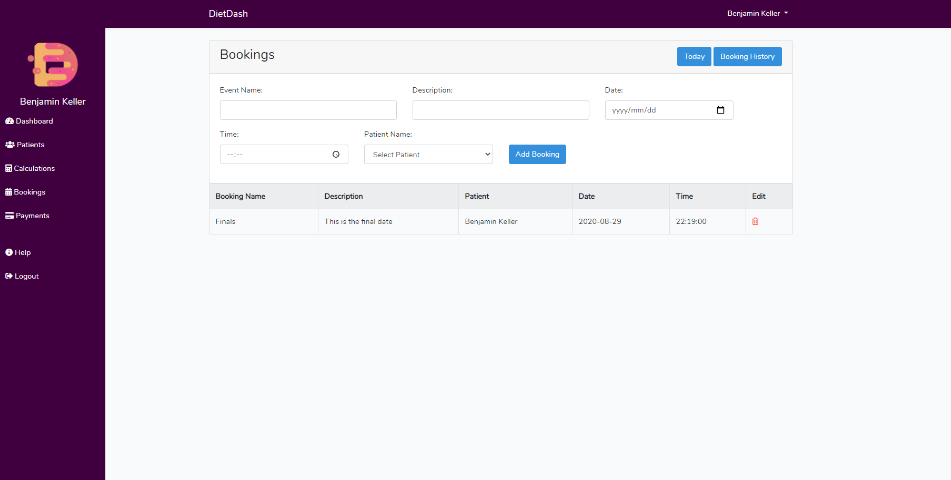 DietDash
Benjamin Keller
Benjamin Keller
Dashboard
Patients
Calculations
Bookings
Payments
Help
Logout
Bookings
Today Booking History
Event Name: Description: Date:
yyyy/mm/dd
Time: Patient Name:
--:-- Select Patient Add Booking
Booking Name Description Patient Date Time Edit
Finals This is the final date Benjamin Keller 2020-08-29 22:19:00